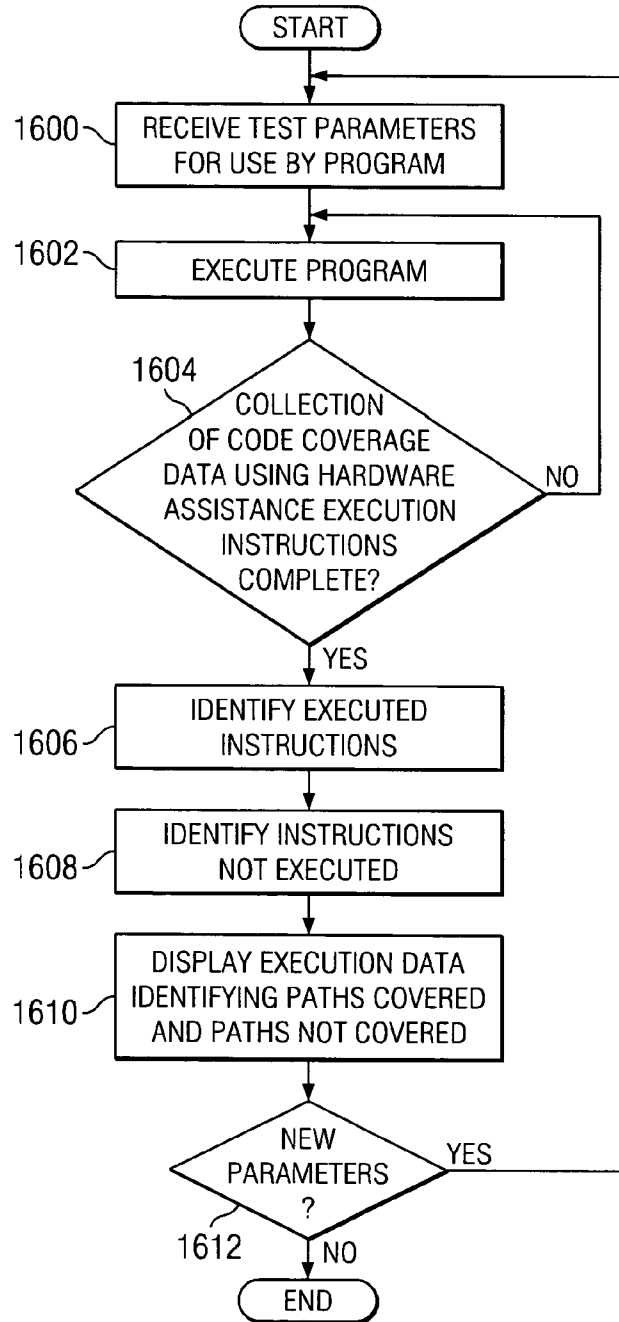 START
1600
RECEIVE TEST PARAMETERS
FOR USE BY PROGRAM
1602
EXECUTE PROGRAM
1604
COLLECTION
OF CODE COVERAGE
DATA USING HARDWARE
ASSISTANCE EXECUTION
INSTRUCTIONS
COMPLETE?
NO
YES
1606
IDENTIFY EXECUTED
INSTRUCTIONS
1608
IDENTIFY INSTRUCTIONS
NOT EXECUTED
1610
DISPLAY EXECUTION DATA
IDENTIFYING PATHS COVERED
AND PATHS NOT COVERED
NEW
PARAMETERS
?
YES
1612
NO
END